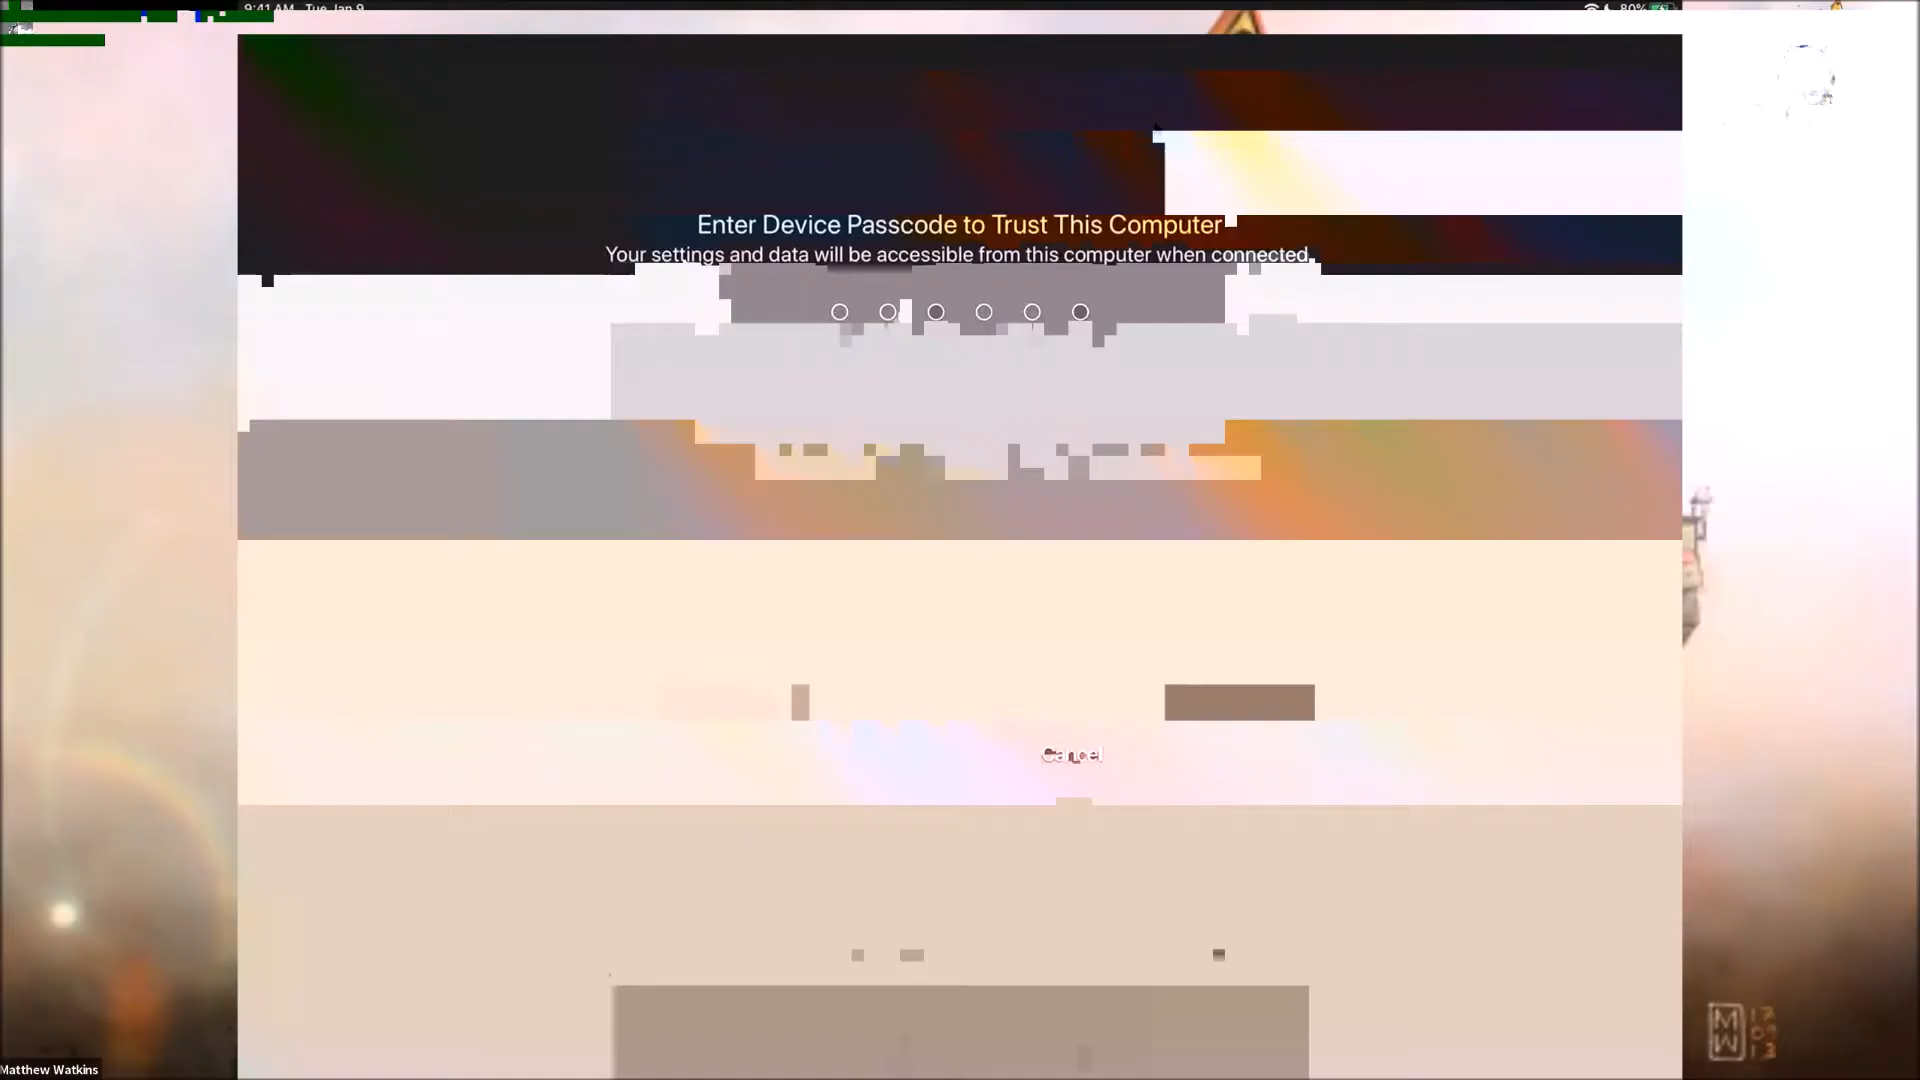 9:41 AM Tue Jan 9 80%
Enter Device Passcode to Trust This Computer
Your settings and data will be accessible from this computer when connected.
Cancel
MW
Matthew Watkins